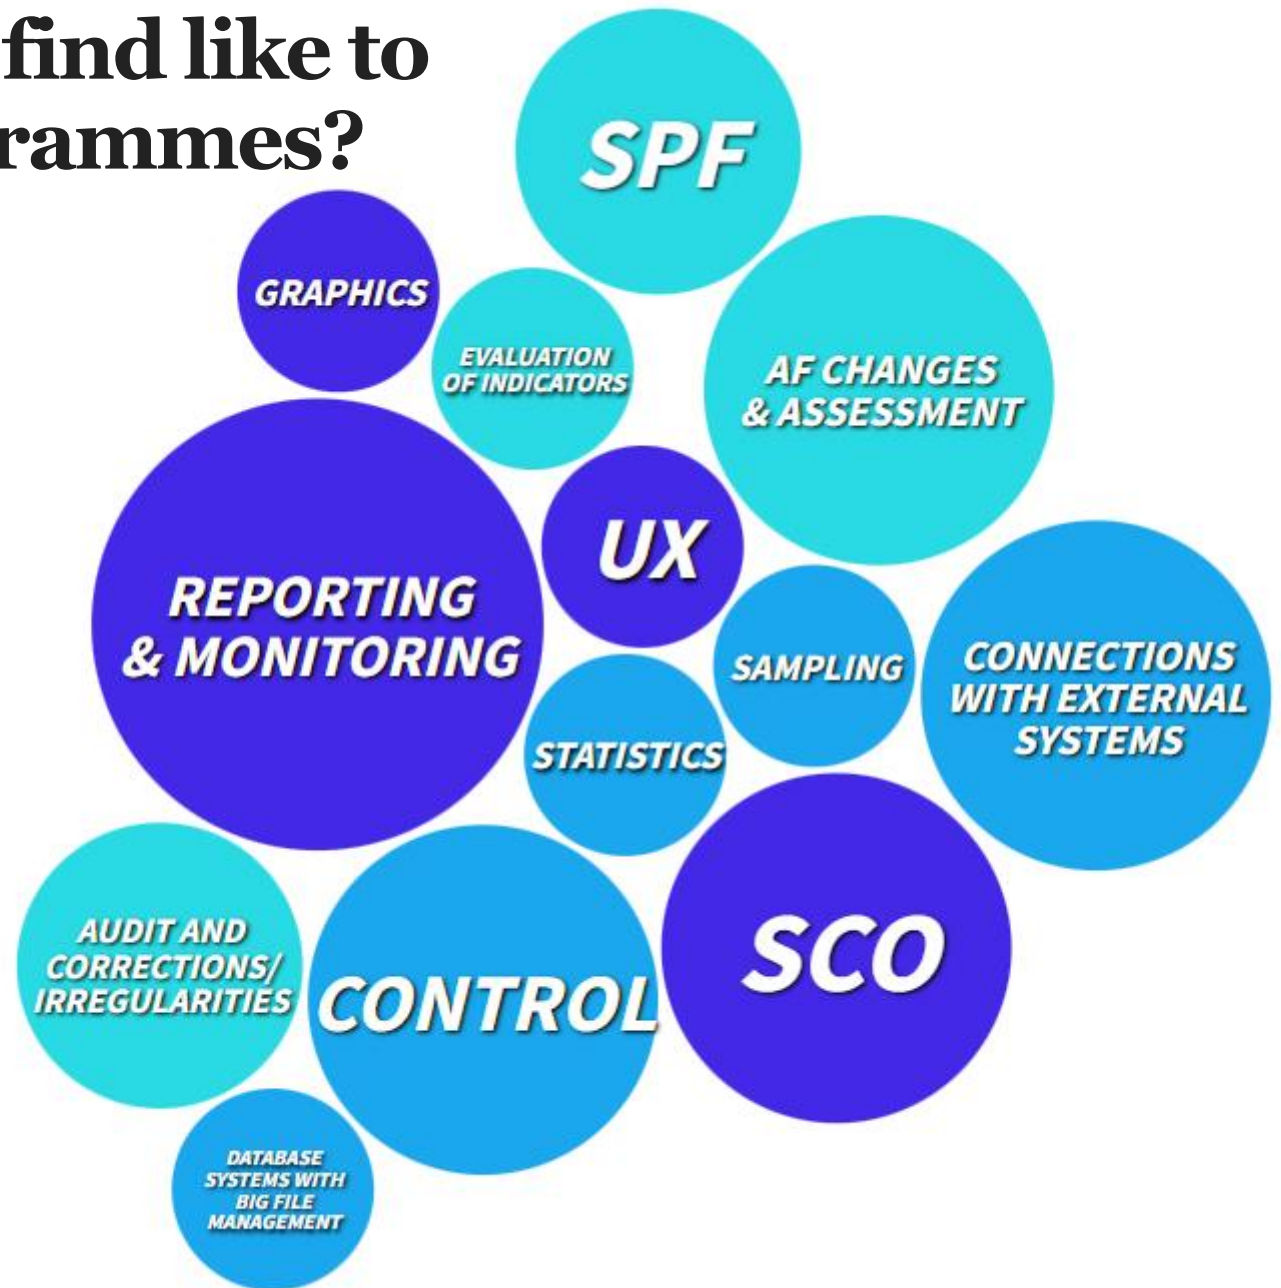 find like to
rammes?
SPF
GRAPHICS
EVALUATION
OF INDICATORS
AF CHANGES
& ASSESSMENT
UX
REPORTING
& MONITORING
SAMPLING
CONNECTIONS
WITH EXTERNAL
SYSTEMS
STATISTICS
AUDIT AND
CORRECTIONS/
IRREGULARITIES
CONTROL
SCO
DATABASE
SYSTEMS WITH
BIG FILE
MANAGEMENT